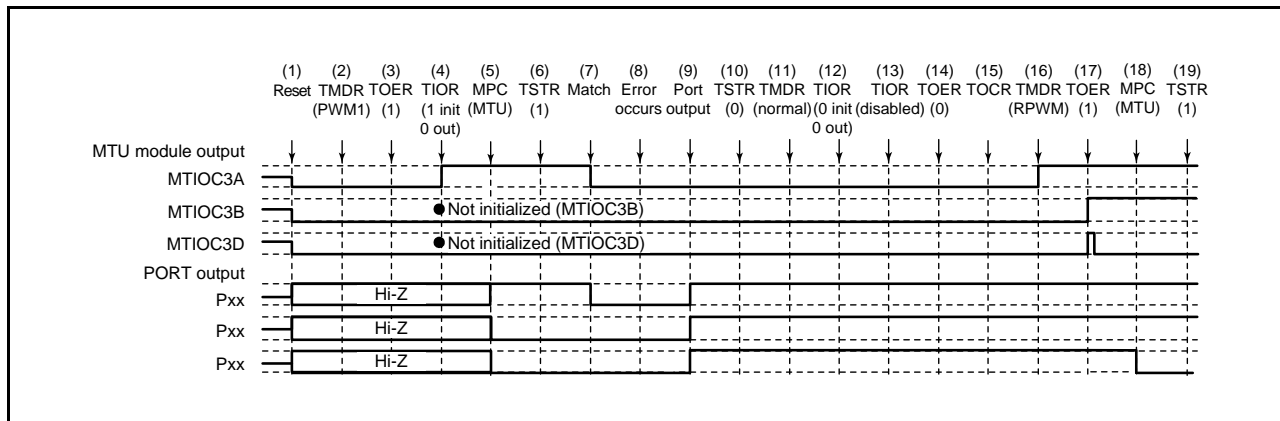 (1) (2) (3) (4) (5) (6) (7) (8) (9) (10) (11) (12) (13) (14) (15) (16) (17) (18) (19)
Reset TMDR TOER TIOR MPC TSTR Match Error Port TSTR TMDR TIOR TIOR TOER TOCR TMDR TOER MPC TSTR
(PWM1) (1) (1 init (MTU) (1) occurs output (0) (normal) (0 init (disabled) (0) (RPWM) (1) (MTU) (1)
0 out) 0 out)
MTU module output
MTIOC3A
MTIOC3B Not initialized (MTIOC3B)
MTIOC3D Not initialized (MTIOC3D)
PORT output
Pxx Hi-Z
Pxx Hi-Z
Pxx Hi-Z